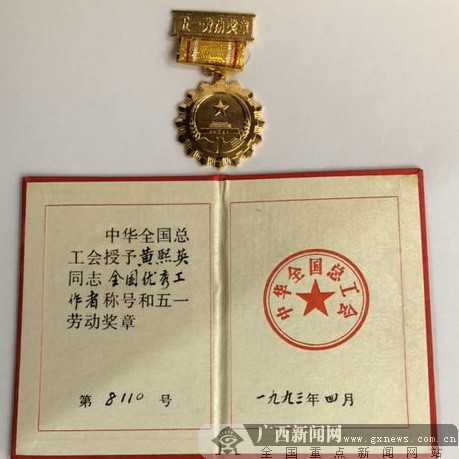 五一劳动奖章
中华全国总
工会授予黄熙英
同志全国优秀工
作者称号和五一
劳动奖章
第 8110 号
中华全国总工会
一九九三年四月
广西新闻网
www.gxnews.com.cn
国家重点新闻网站